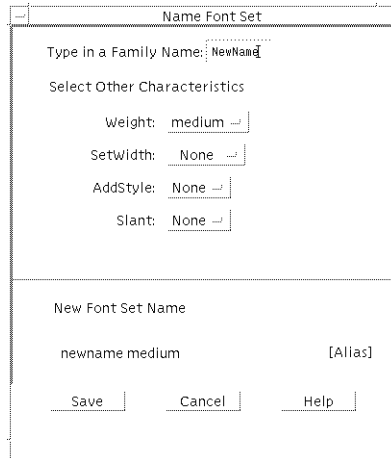 Name Font Set
Type in a Family Name: NewName
Select Other Characteristics
Weight: medium
SetWidth: None
AddStyle: None
Slant: None
New Font Set Name
newname medium [Alias]
Save Cancel Help